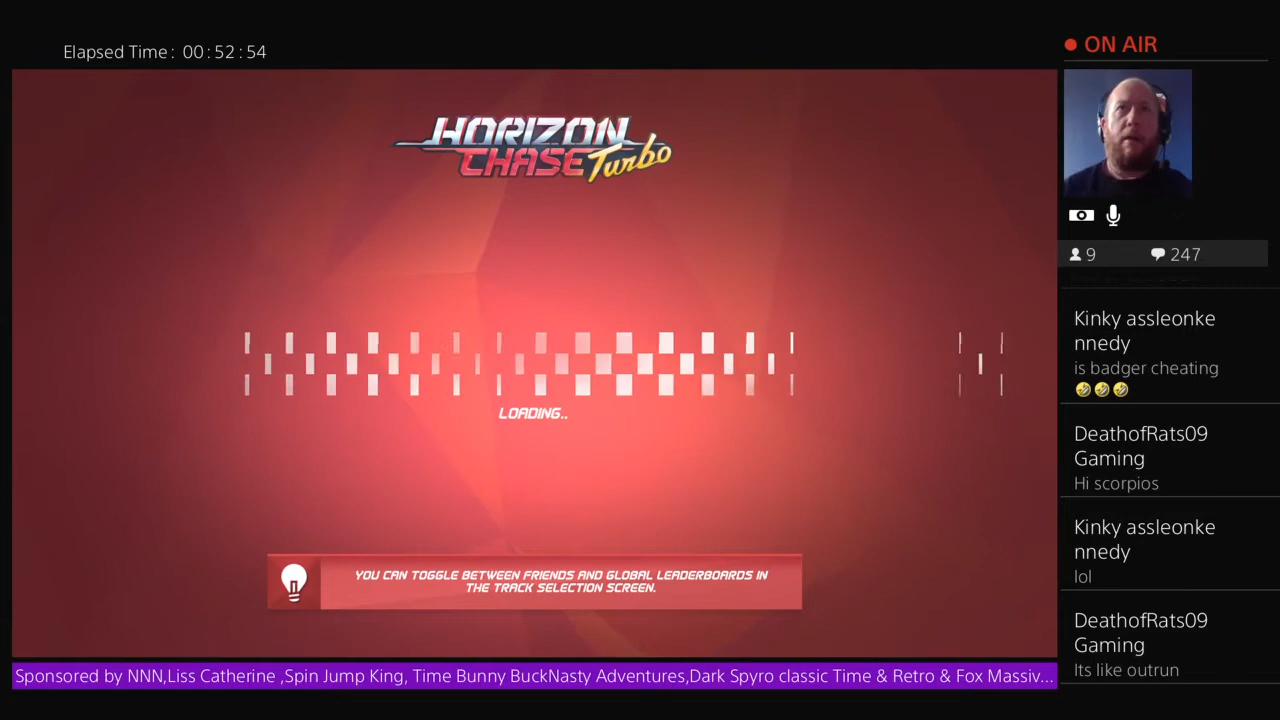 Elapsed Time: 00:52:54
ON AIR
HORIZON
CHASE Turbo
9 247
Kinky assleonke
nnedy
is badger cheating
🤣🤣🤣
LOADING..
DeathofRats09
Gaming
Hi scorpios
Kinky assleonke
nnedy
lol
YOU CAN TOGGLE BETWEEN FRIENDS AND GLOBAL LEADERBOARDS IN
THE TRACK SELECTION SCREEN.
DeathofRats09
Gaming
Its like outrun
Sponsored by NNN,Liss Catherine ,Spin Jump King, Time Bunny BuckNasty Adventures,Dark Spyro classic Time & Retro & Fox Massiv...